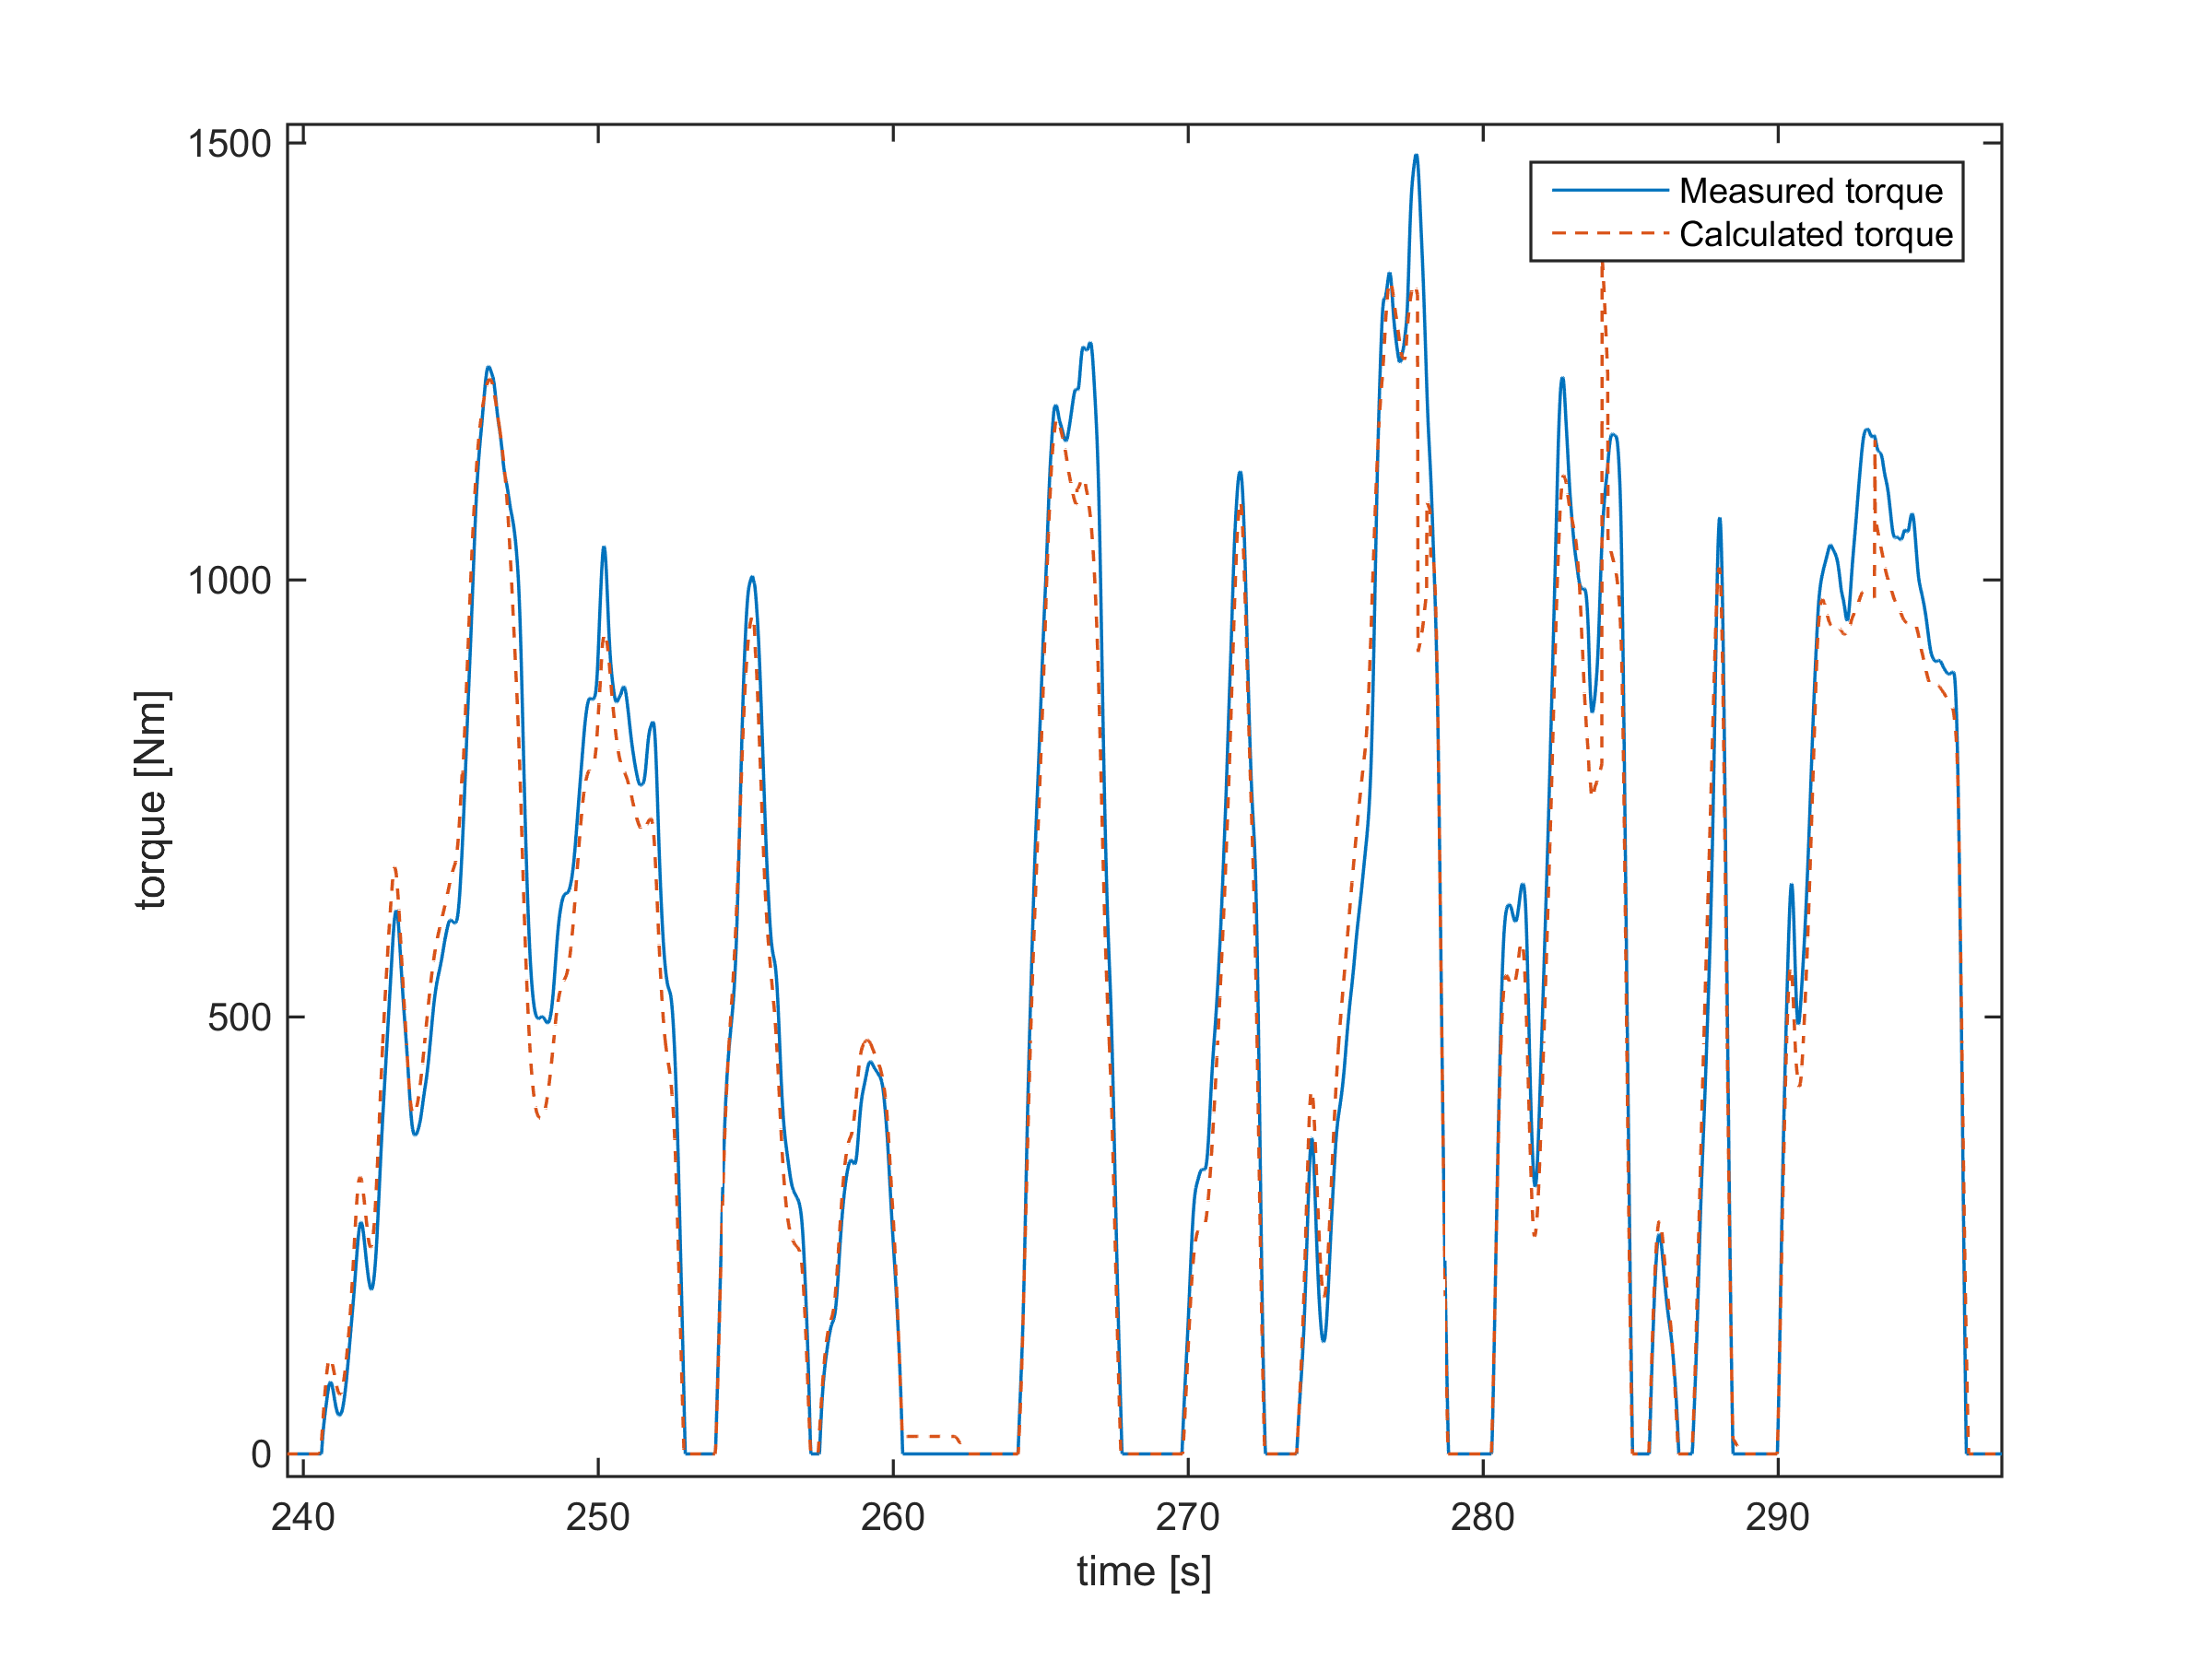 1500
1000
500
0
torque [Nm]
Measured torque
Calculated torque
240 250 260 270 280 290
time [s]